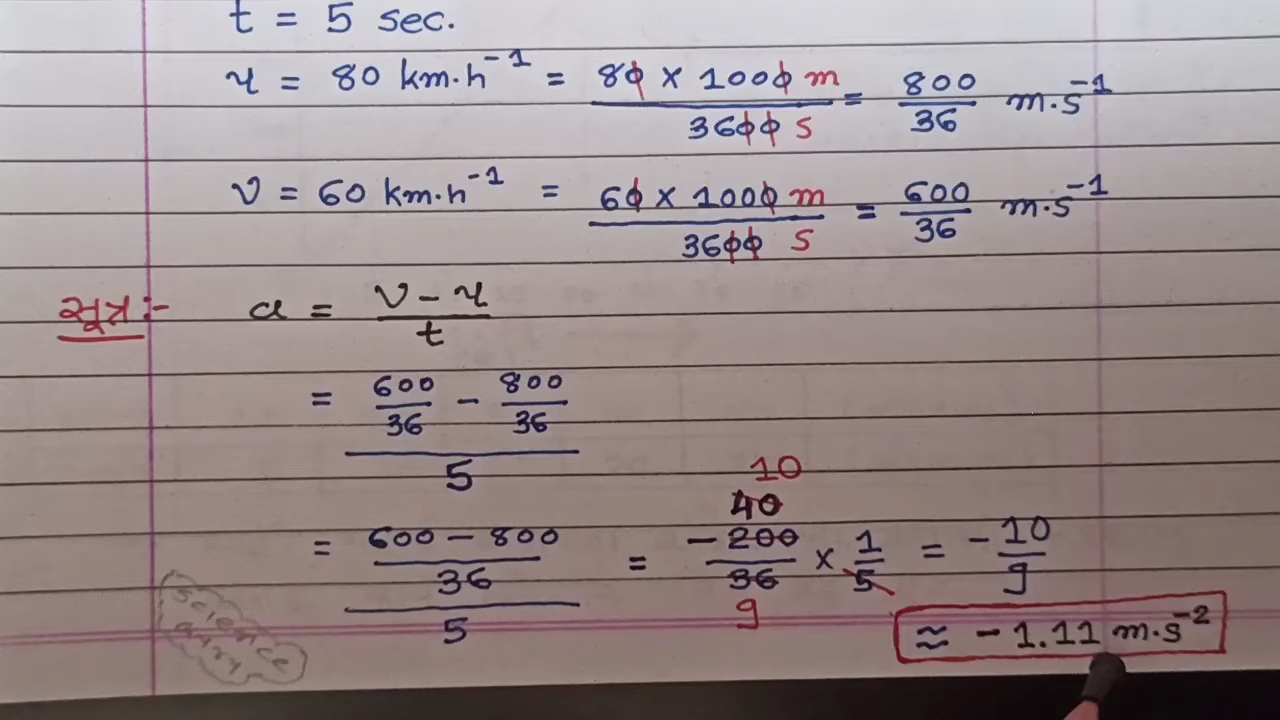 t = 5 sec.
u = 80 km.h⁻¹ = 80 × 1000 m / 3600 s = 800/36 m.s⁻¹
v = 60 km.h⁻¹ = 60 × 1000 m / 3600 s = 600/36 m.s⁻¹
सूत्र :- a = v - u / t
= 600/36 - 800/36 / 5
10
40
= 600 - 800 / 36 / 5 = -200/36 × 1/5 = -10/9
9
≈ -1.11 m.s⁻²
science